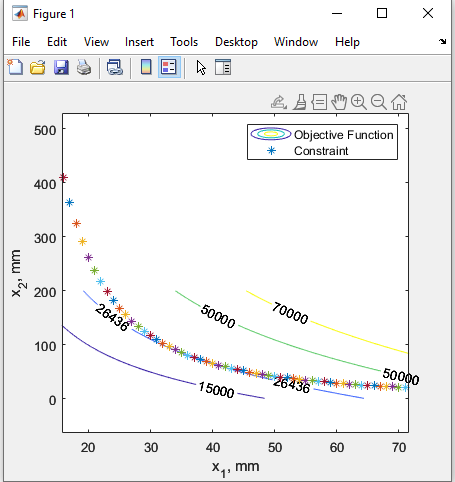 Figure 1
File Edit View Insert Tools Desktop Window Help
Objective Function
Constraint
500
400
300
200
100
0
x2, mm
26436
50000
70000
15000
26436
50000
20 30 40 50 60 70
x1, mm